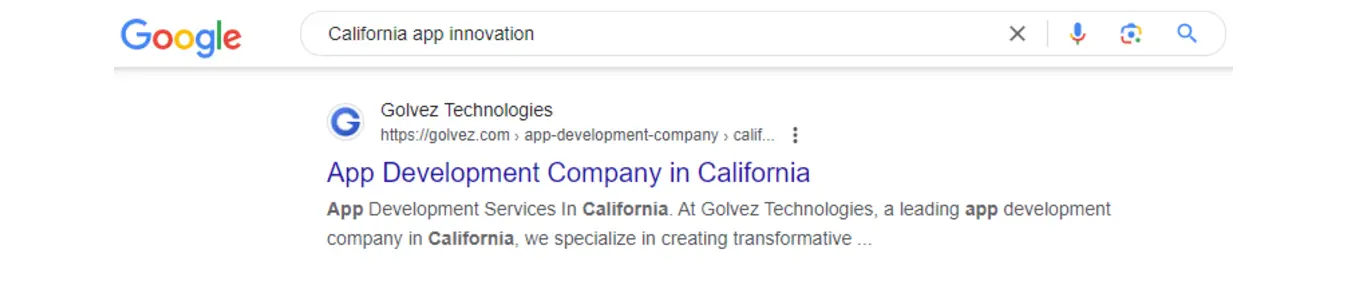 Google
California app innovation
G
Golvez Technologies
https://golvez.com › app-development-company › calif...
App Development Company in California
App Development Services In California. At Golvez Technologies, a leading app development
company in California, we specialize in creating transformative ...